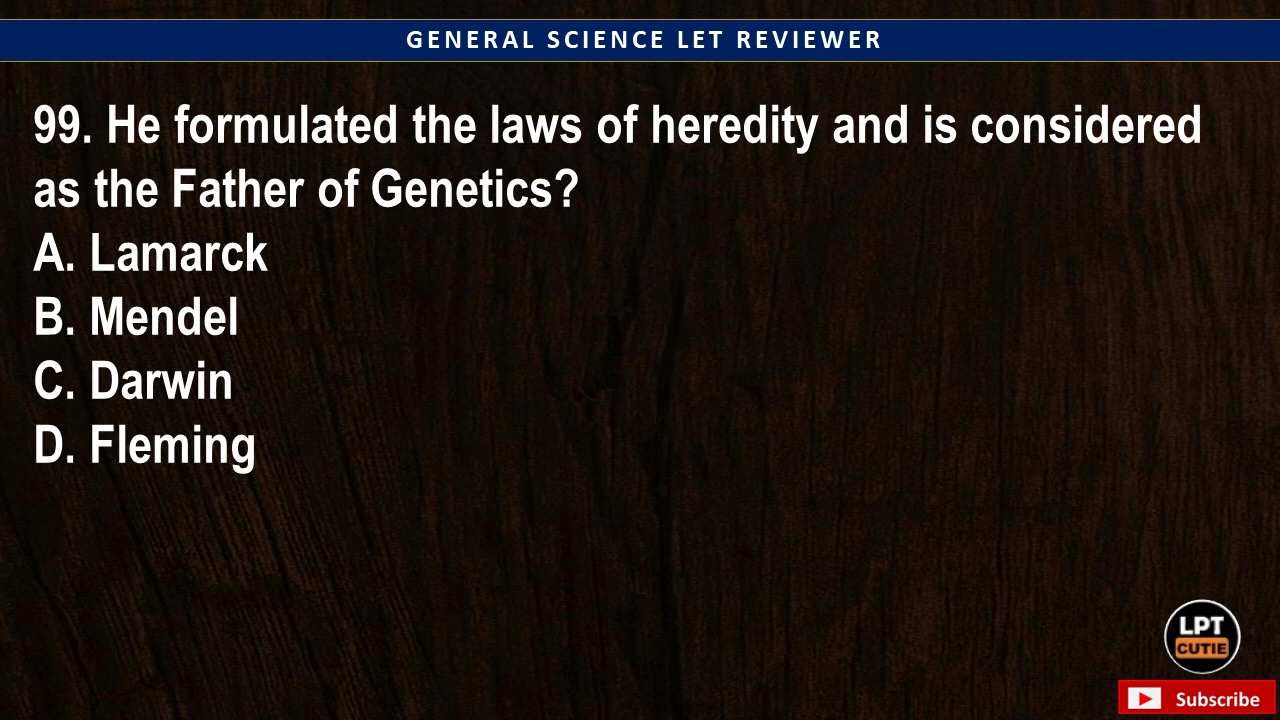 GENERAL SCIENCE LET REVIEWER
99. He formulated the laws of heredity and is considered
as the Father of Genetics?
A. Lamarck
B. Mendel
C. Darwin
D. Fleming
LPT
CUTIE
Subscribe